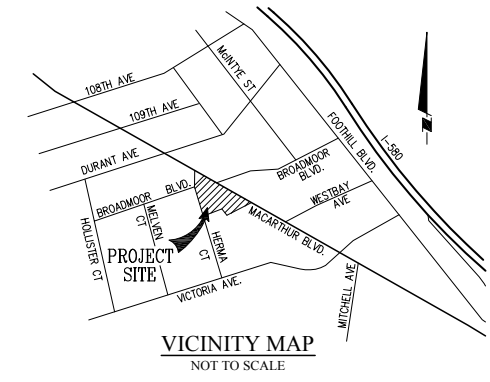 108TH AVE
McINTYE ST
109TH AVE
I-580
FOOTHILL BLVD.
DURANT AVE
BROADMOOR
BLVD.
BROADMOOR BLVD.
WESTBAY
AVE
MACARTHUR BLVD.
HOLLISTER CT
MELVEN
CT
HERMA
CT
PROJECT
SITE
VICTORIA AVE.
MITCHELL AVE
VICINITY MAP
NOT TO SCALE